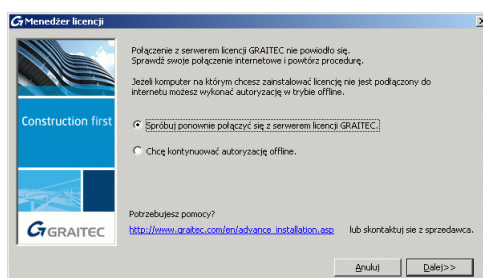 Menedżer licencji
Połączenie z serwerem licencji GRAITEC nie powiodło się.
Sprawdź swoje połączenie internetowe i powtórz procedurę.
Jeżeli komputer na którym chcesz zainstalować licencję nie jest podłączony do
internetu możesz wykonać autoryzację w trybie offline.
Construction first
Spróbuj ponownie połączyć się z serwerem licencji GRAITEC.
Chcę kontynuować autoryzację offline.
Potrzebujesz pomocy?
http://www.graitec.com/en/advance_installation.asp lub skontaktuj sie z sprzedawca.
GRAITEC
Anuluj Dalej>>